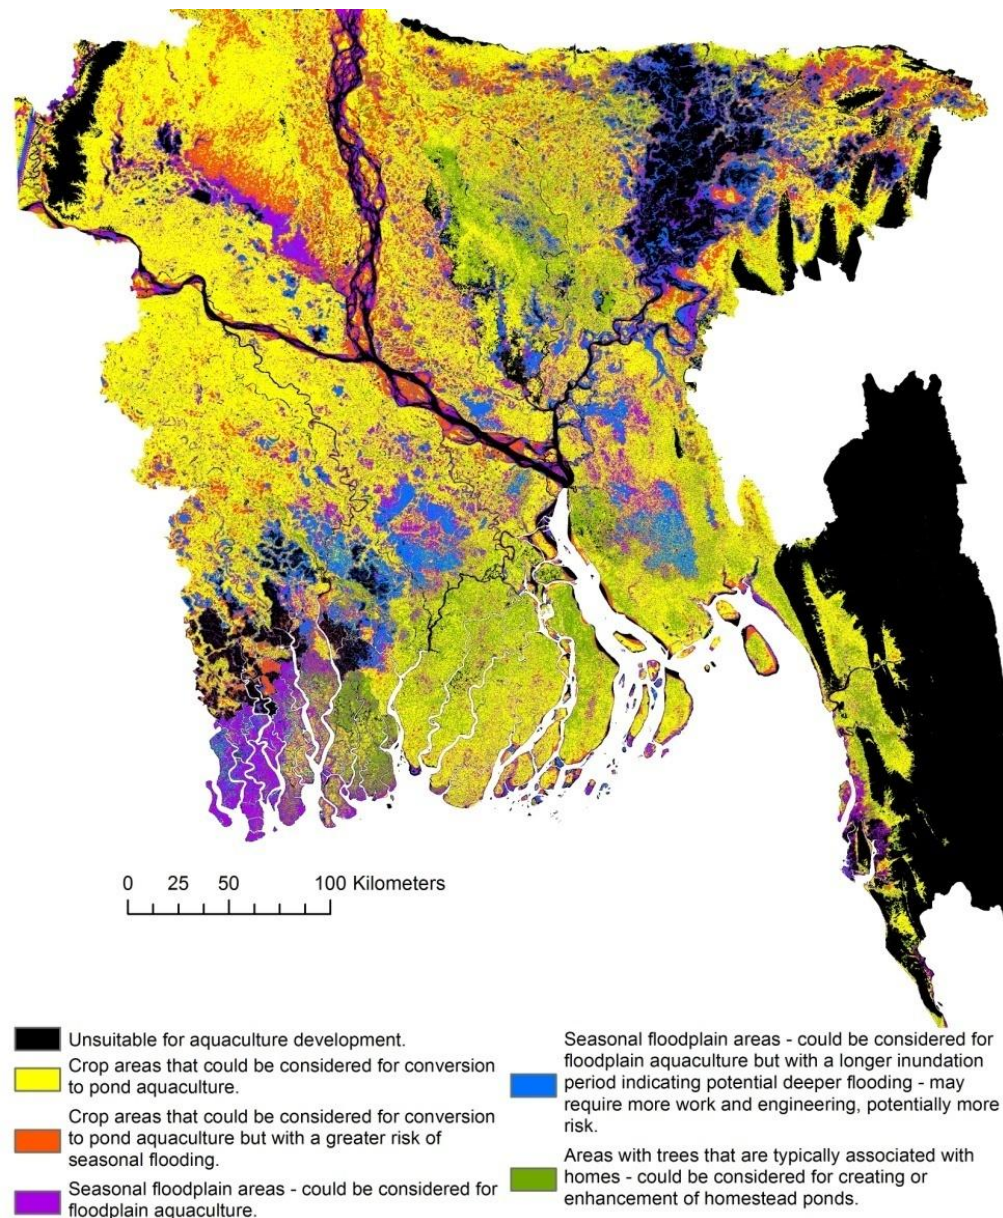 0 25 50 100 Kilometers
Unsuitable for aquaculture development.
Crop areas that could be considered for conversion
to pond aquaculture.
Crop areas that could be considered for conversion
to pond aquaculture but with a greater risk of
seasonal flooding.
Seasonal floodplain areas - could be considered for
floodplain aquaculture.
Seasonal floodplain areas - could be considered for
floodplain aquaculture but with a longer inundation
period indicating potential deeper flooding - may
require more work and engineering, potentially more
risk.
Areas with trees that are typically associated with
homes - could be considered for creating or
enhancement of homestead ponds.